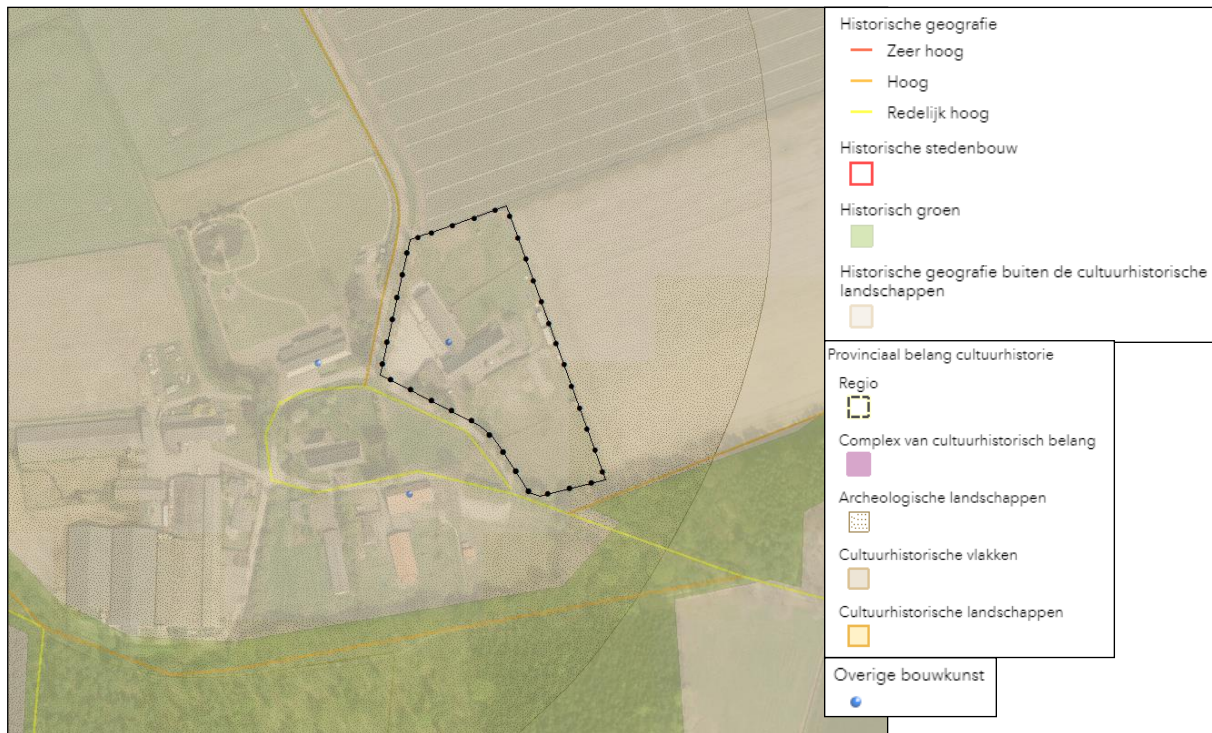 Historische geografie
Zeer hoog
Hoog
Redelijk hoog
Historische stedenbouw
Historisch groen
Historische geografie buiten de cultuurhistorische
landschappen
Provinciaal belang cultuurhistorie
Regio
Complex van cultuurhistorisch belang
Archeologische landschappen
Cultuurhistorische vlakken
Cultuurhistorische landschappen
Overige bouwkunst